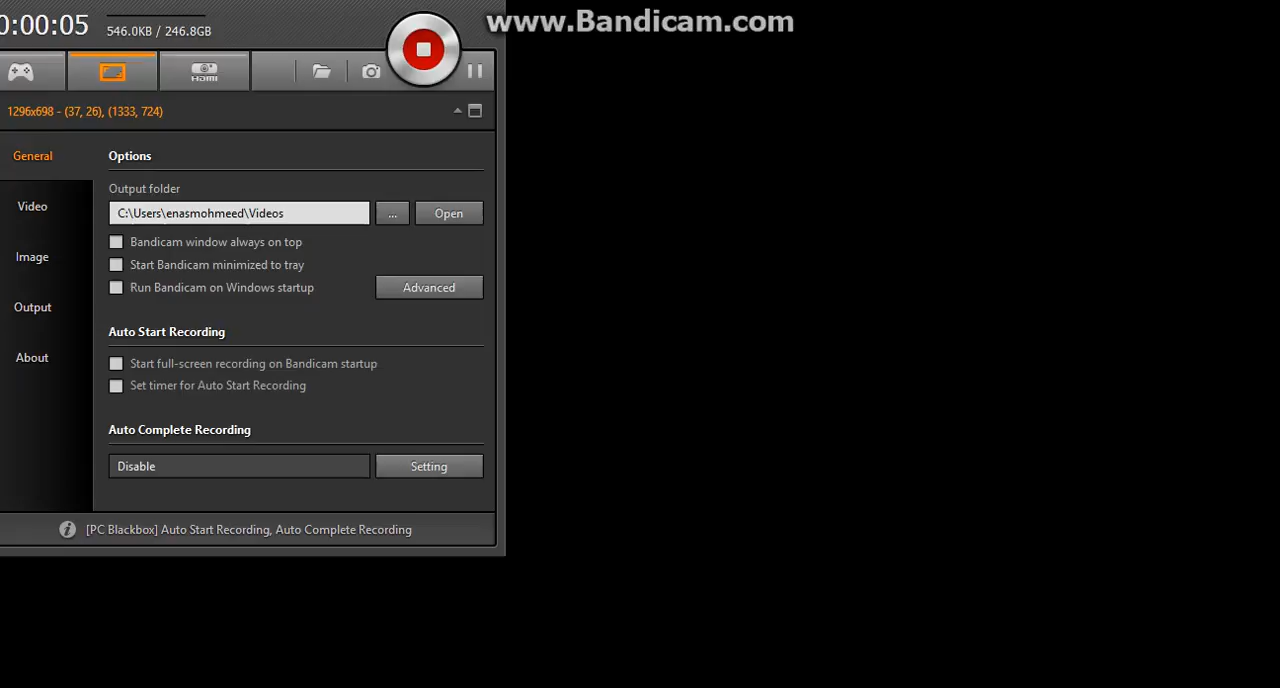 www.Bandicam.com
0:00:05
546.0KB / 246.8GB
HDMI
1296x698 - (37, 26), (1333, 724)
General
Video
Image
Output
About
Options
Output folder
C:\Users\enasmohmeed\Videos
...
Open
Bandicam window always on top
Start Bandicam minimized to tray
Run Bandicam on Windows startup
Advanced
Auto Start Recording
Start full-screen recording on Bandicam startup
Set timer for Auto Start Recording
Auto Complete Recording
Disable
Setting
[PC Blackbox] Auto Start Recording, Auto Complete Recording